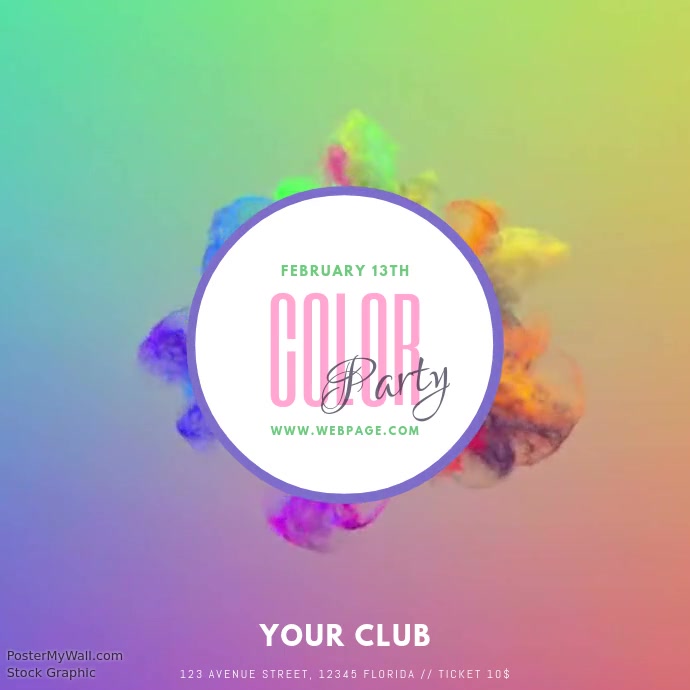 FEBRUARY 13TH
COLOR
Party
WWW.WEBPAGE.COM
YOUR CLUB
PosterMyWall.com
Stock Graphic
123 AVENUE STREET, 12345 FLORIDA // TICKET 10$